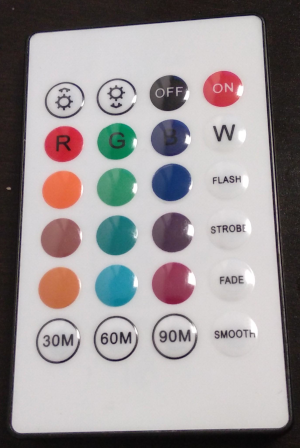 OFF ON
R G B W
FLASH
STROBE
FADE
30M 60M 90M SMOOTH